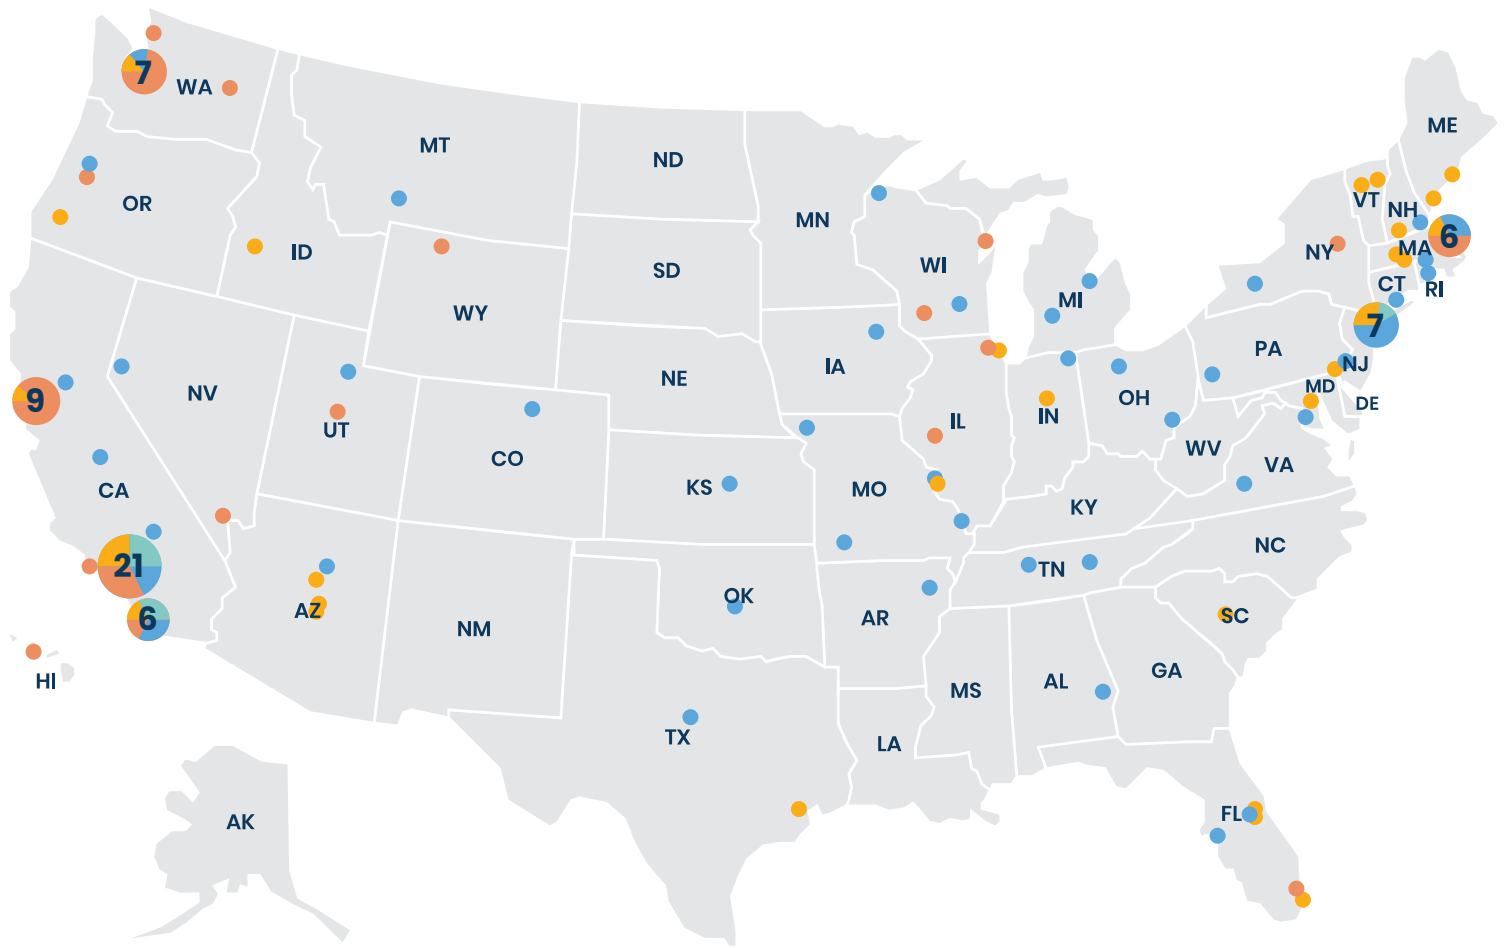 7
WA
MT
ND
ME
OR
MN
VT
NH
ID
SD
WI
NY
MA
6
CT
RI
WY
MI
7
NV
IA
PA
NJ
NE
OH
MD
DE
9
UT
IL
IN
CO
WV
VA
CA
KS
MO
KY
NC
21
TN
AZ
OK
AR
SC
6
NM
HI
MS
AL
GA
TX
LA
AK
FL